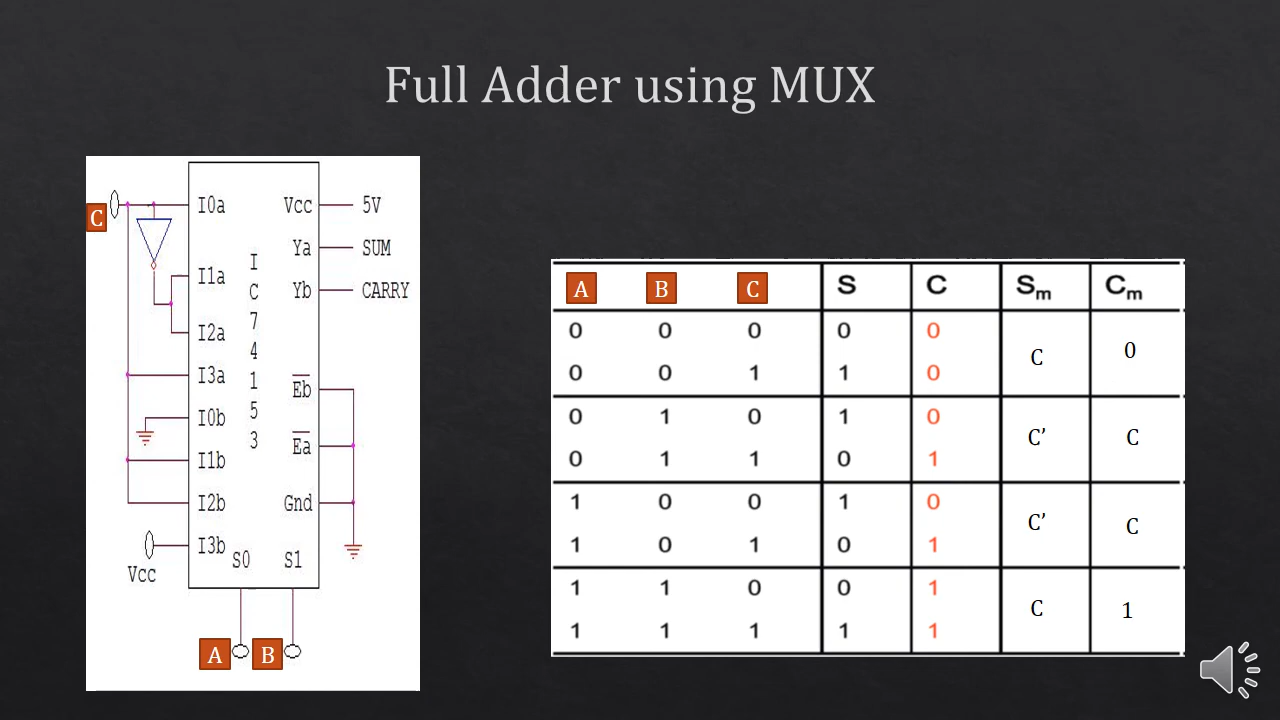 Full Adder using MUX
C
I0a
I1a
I2a
I3a
I0b
I1b
I2b
I3b
Vcc
I
C
7
4
1
5
3
Vcc 5V
Ya SUM
Yb CARRY
Eb
Ea
Gnd
S0 S1
A B
A B C S C Sm Cm
0 0 0 0 0
C 0
0 0 1 1 0
0 1 0 1 0
C' C
0 1 1 0 1
1 0 0 1 0
C' C
1 0 1 0 1
1 1 0 0 1
C 1
1 1 1 1 1